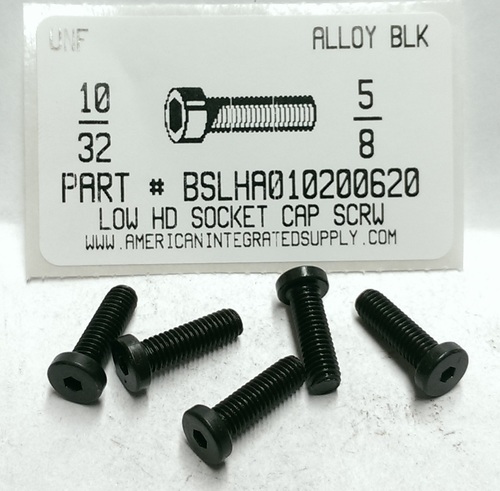 UNF ALLOY BLK
10 5
32 8
PART # BSLHA010200620
LOW HD SOCKET CAP SCRW
WWW.AMERICANINTEGRATEDSUPPLY.COM